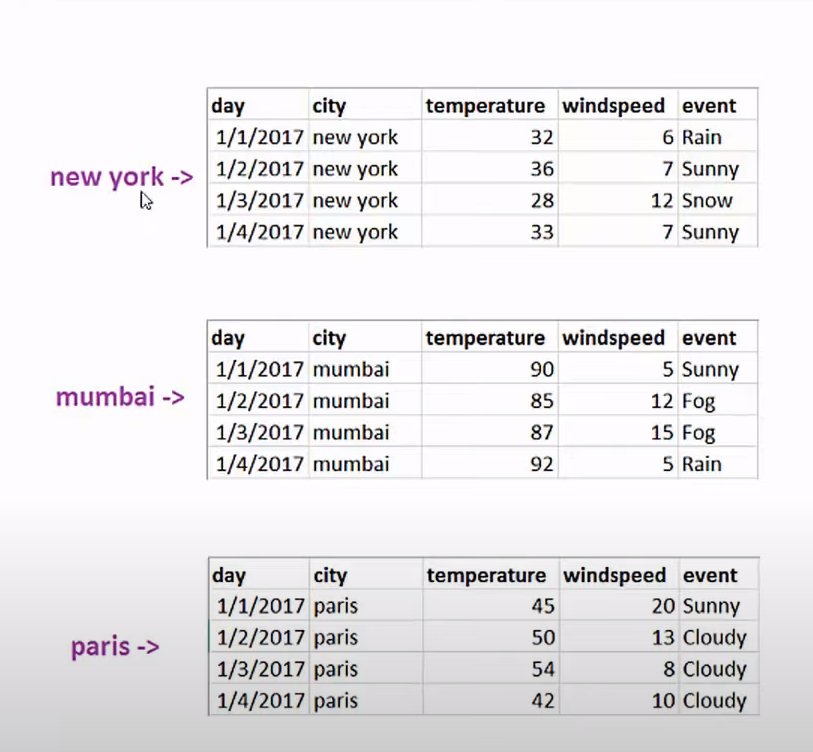 day city temperature windspeed event
1/1/2017 new york 32 6 Rain
new york -> 1/2/2017 new york 36 7 Sunny
1/3/2017 new york 28 12 Snow
1/4/2017 new york 33 7 Sunny
day city temperature windspeed event
1/1/2017 mumbai 90 5 Sunny
mumbai -> 1/2/2017 mumbai 85 12 Fog
1/3/2017 mumbai 87 15 Fog
1/4/2017 mumbai 92 5 Rain
day city temperature windspeed event
1/1/2017 paris 45 20 Sunny
paris -> 1/2/2017 paris 50 13 Cloudy
1/3/2017 paris 54 8 Cloudy
1/4/2017 paris 42 10 Cloudy